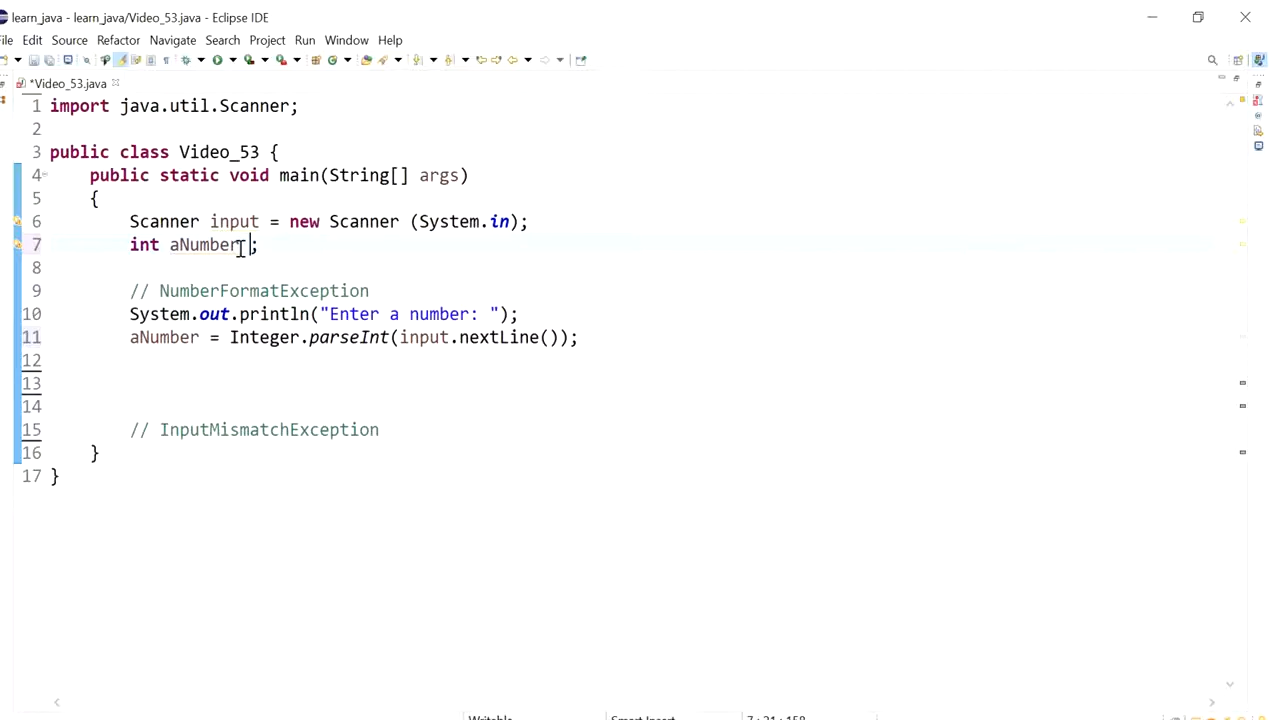 learn_java - learn_java/Video_53.java - Eclipse IDE
File Edit Source Refactor Navigate Search Project Run Window Help
*Video_53.java
1 import java.util.Scanner;
2
3 public class Video_53 {
4 public static void main(String[] args)
5 {
6 Scanner input = new Scanner (System.in);
7 int aNumber ;
8
9 // NumberFormatException
10 System.out.println("Enter a number: ");
11 aNumber = Integer.parseInt(input.nextLine());
12
13
14
15 // InputMismatchException
16 }
17 }
Writable Smart Insert 7 : 21 : 158